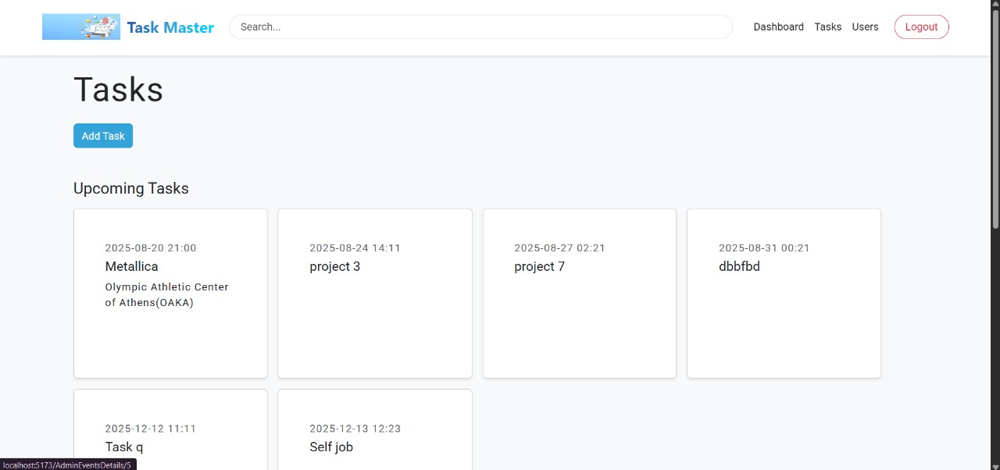 Task Master
Search...
Dashboard
Tasks
Users
Logout
Tasks
Add Task
Upcoming Tasks
2025-08-20 21:00
Metallica
Olympic Athletic Center
of Athens(OAKA)
2025-08-24 14:11
project 3
2025-08-27 02:21
project 7
2025-08-31 00:21
dbbfbd
2025-12-12 11:11
Task q
2025-12-13 12:23
Self job
localhost:5173/AdminEventsDetails/5